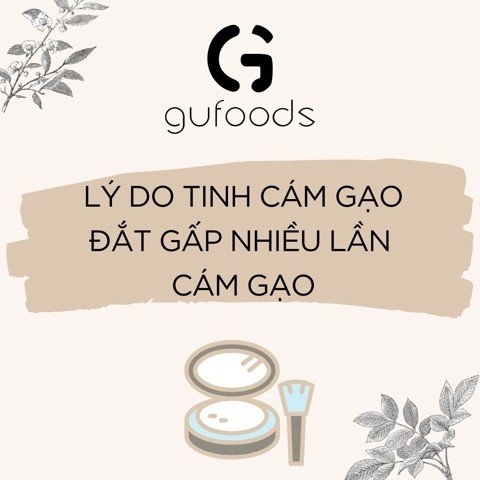 gufoods
LÝ DO TINH CÁM GẠO
ĐẮT GẤP NHIỀU LẦN
CÁM GẠO